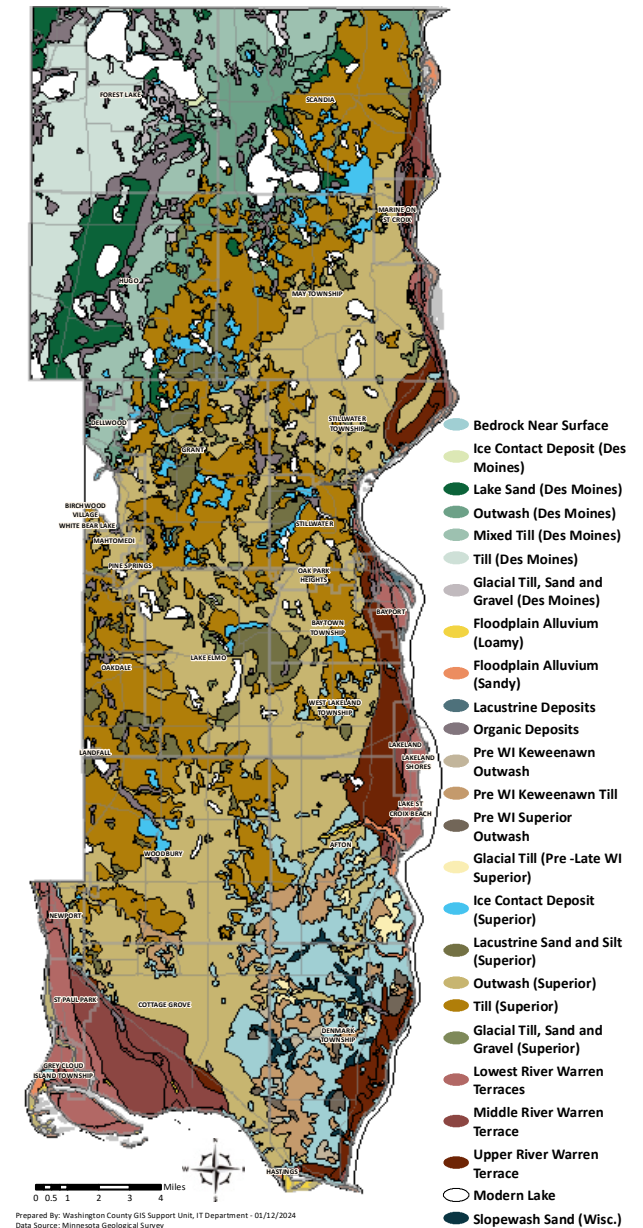 FOREST LAKE
SCANDIA
MARINE ON
ST CROIX
HUGO
MAY TOWNSHIP
DELLWOOD
STILLWATER
TOWNSHIP
GRANT
BIRCHWOOD
VILLAGE
WHITE BEAR LAKE
MAHTOMEDI
STILLWATER
PINE SPRINGS
OAK PARK
HEIGHTS
BAYPORT
BAYTOWN
TOWNSHIP
LAKE ELMO
OAKDALE
WEST LAKELAND
TOWNSHIP
LANDFALL
LAKELAND
LAKELAND
SHORES
LAKE ST
CROIX BEACH
AFTON
WOODBURY
NEWPORT
ST PAUL PARK
COTTAGE GROVE
DENMARK
TOWNSHIP
GREY CLOUD
ISLAND TOWNSHIP
HASTINGS
Bedrock Near Surface
Ice Contact Deposit (Des
Moines)
Lake Sand (Des Moines)
Outwash (Des Moines)
Mixed Till (Des Moines)
Till (Des Moines)
Glacial Till, Sand and
Gravel (Des Moines)
Floodplain Alluvium
(Loamy)
Floodplain Alluvium
(Sandy)
Lacustrine Deposits
Organic Deposits
Pre WI Keweenawn
Outwash
Pre WI Keweenawn Till
Pre WI Superior
Outwash
Glacial Till (Pre -Late WI
Superior)
Ice Contact Deposit
(Superior)
Lacustrine Sand and Silt
(Superior)
Outwash (Superior)
Till (Superior)
Glacial Till, Sand and
Gravel (Superior)
Lowest River Warren
Terraces
Middle River Warren
Terrace
Upper River Warren
Terrace
Modern Lake
Slopewash Sand (Wisc.)
N
W E
S
Miles
0 0.5 1 2 3 4
Prepared By: Washington County GIS Support Unit, IT Department - 01/12/2024
Data Source: Minnesota Geological Survey